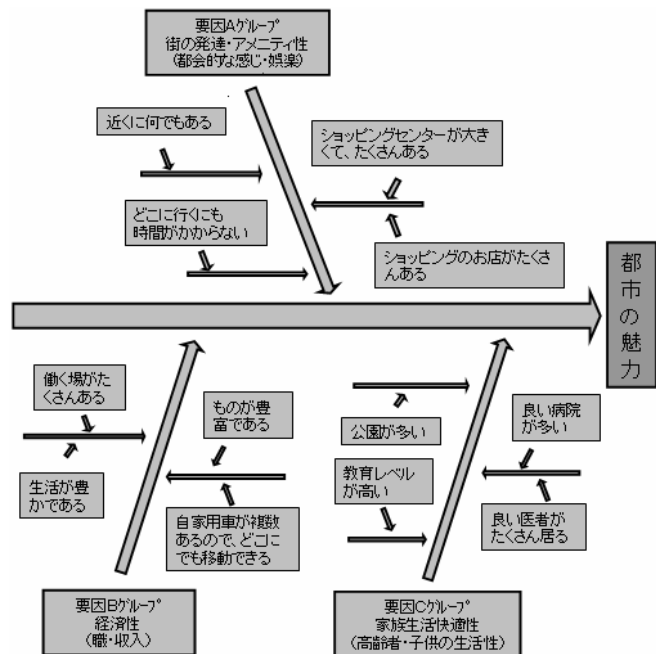 要因Aグループ
街の発達・アメニティ性
(都会的な感じ・娯楽)
近くに何でもある
ショッピングセンターが大き
くて、たくさんある
どこに行くにも
時間がかからない
ショッピングのお店がたくさ
んある
都市の魅力
働く場がた
くさんある
ものが豊
富である
公園が多い
良い病院
が多い
生活が豊
かである
教育レベル
が高い
自家用車が複数
あるので、どこに
でも移動できる
良い医者が
たくさん居る
要因Bグループ
経済性
(職・収入)
要因Cグループ
家族生活快適性
(高齢者・子供の生活性)